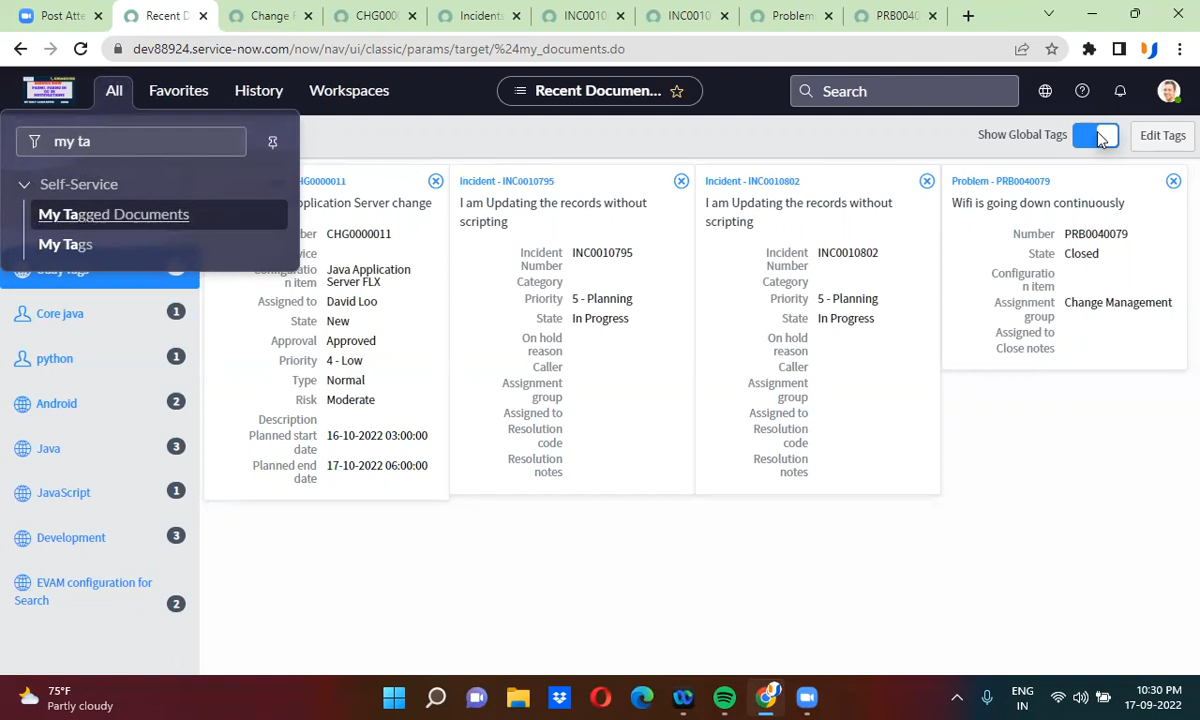 Post Atte
Recent D
Change R
CHG000
Incidents
INC0010
INC0010
Problem
PRB0040
dev88924.service-now.com/now/nav/ui/classic/params/target/%24my_documents.do
All
Favorites
History
Workspaces
Recent Documen...
Search
my ta
Show Global Tags
Edit Tags
Self-Service
My Tagged Documents
My Tags
Core java 1
python 1
Android 2
Java 3
JavaScript 1
Development 3
EVAM configuration for
Search 2
CHG0000011
plication Server change
ber CHG0000011
vice
Configuratio
n item
Java Application
Server FLX
Assigned to David Loo
State New
Approval Approved
Priority 4 - Low
Type Normal
Risk Moderate
Description
Planned start
date
16-10-2022 03:00:00
Planned end
date
17-10-2022 06:00:00
Incident - INC0010795
I am Updating the records without
scripting
Incident
Number
INC0010795
Category
Priority 5 - Planning
State In Progress
On hold
reason
Caller
Assignment
group
Assigned to
Resolution
code
Resolution
notes
Incident - INC0010802
I am Updating the records without
scripting
Incident
Number
INC0010802
Category
Priority 5 - Planning
State In Progress
On hold
reason
Caller
Assignment
group
Assigned to
Resolution
code
Resolution
notes
Problem - PRB0040079
Wifi is going down continuously
Number PRB0040079
State Closed
Configuratio
n item
Assignment
group
Change Management
Assigned to
Close notes
75°F
Partly cloudy
ENG
IN
10:30 PM
17-09-2022